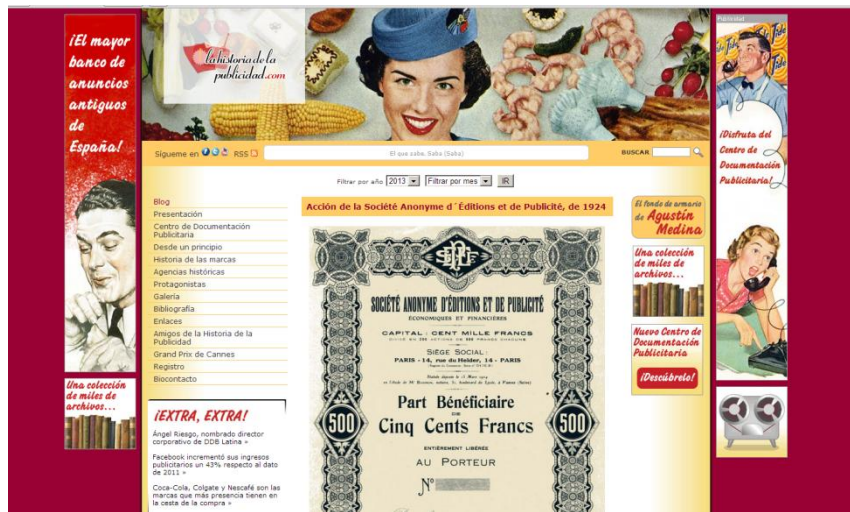 ¡El mayor
banco de
anuncios
antiguos
de
España!
Una colección
de miles de
archivos...
lahistoriadela
publicidad.com
Sígueme en RSS
El que sabe, Saba (Saba)
BUSCAR
Filtrar por año 2013 Filtrar por mes IR
Blog
Presentación
Centro de Documentación
Publicitaria
Desde un principio
Historia de las marcas
Agencias históricas
Protagonistas
Galería
Bibliografía
Enlaces
Amigos de la Historia de la
Publicidad
Grand Prix de Cannes
Registro
Biocontacto
¡EXTRA, EXTRA!
Ángel Riesgo, nombrado director
corporativo de DDB Latina »
Facebook incrementó sus ingresos
publicitarios un 43% respecto al dato
de 2011 »
Coca-Cola, Colgate y Nescafé son las
marcas que más presencia tienen en
la cesta de la compra »
Acción de la Société Anonyme d´Éditions et de Publicité, de 1924
SOCIÉTÉ ANONYME D'ÉDITIONS ET DE PUBLICITÉ
ÉCONOMIQUES ET FINANCIÈRES
CAPITAL : CENT MILLE FRANCS
SIÈGE SOCIAL :
PARIS - 14, rue du Helder, 14 - PARIS
Part Bénéficiaire
DE
500 Cinq Cents Francs 500
ENTIÈREMENT LIBÉRÉE
AU PORTEUR
Nº
El fondo de armario
de Agustín
Medina
Una colección
de miles de
archivos...
Nuevo Centro de
Documentación
Publicitaria
¡Descúbrelo!
Publicidad
Tide
¡Disfruta del
Centro de
Documentación
Publicitaria!